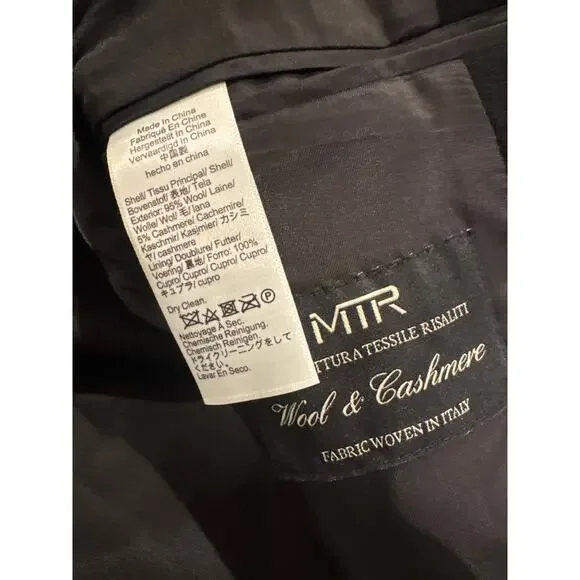 Made In China
Fabriqué En Chine
Hergestellt In China
Vervaardigd In China
中国製
hecho en china
Shell/ Tissu Principal/ Shell/
Bovenstof/ 表地/ Tela
Exterior: 95% Wool/ Laine/
Wolle/ Wol/ 毛/ lana
5% Cashmere/ Cachemire/
Kaschmir/ Kasjmier/ カシミ
ヤ/ cashmere
Lining/ Doublure/ Futter/
Voering/ 裏地/ Forro: 100%
Cupro/ Cupro/ Cupro/ Cupro/
キュプラ/ cupro
Dry Clean.
P
Nettoyage À Sec.
Chemische Reinigung.
Chemisch Reinigen.
ドライクリーニングをして
ください。
Lavar En Seco.
MTR
TTURA TESSILE RISALITI
Wool & Cashmere
FABRIC WOVEN IN ITALY